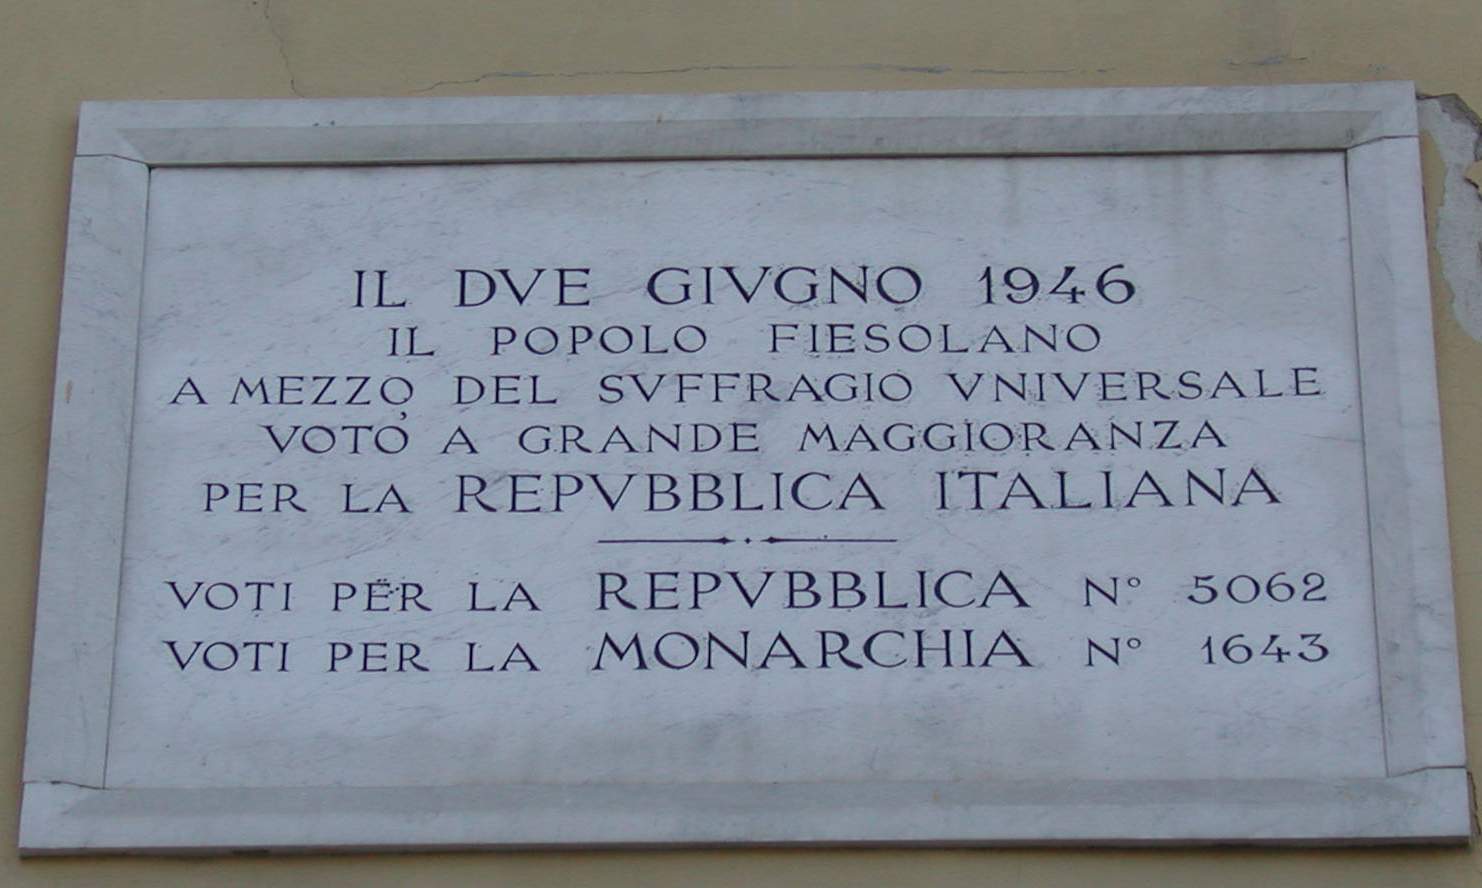 IL DVE GIVGNO 1946
IL POPOLO FIESOLANO
A MEZZO DEL SVFFRAGIO VNIVERSALE
VOTÒ A GRANDE MAGGIORANZA
PER LA REPVBBLICA ITALIANA
VOTI PER LA REPVBBLICA N° 5062
VOTI PER LA MONARCHIA N° 1643